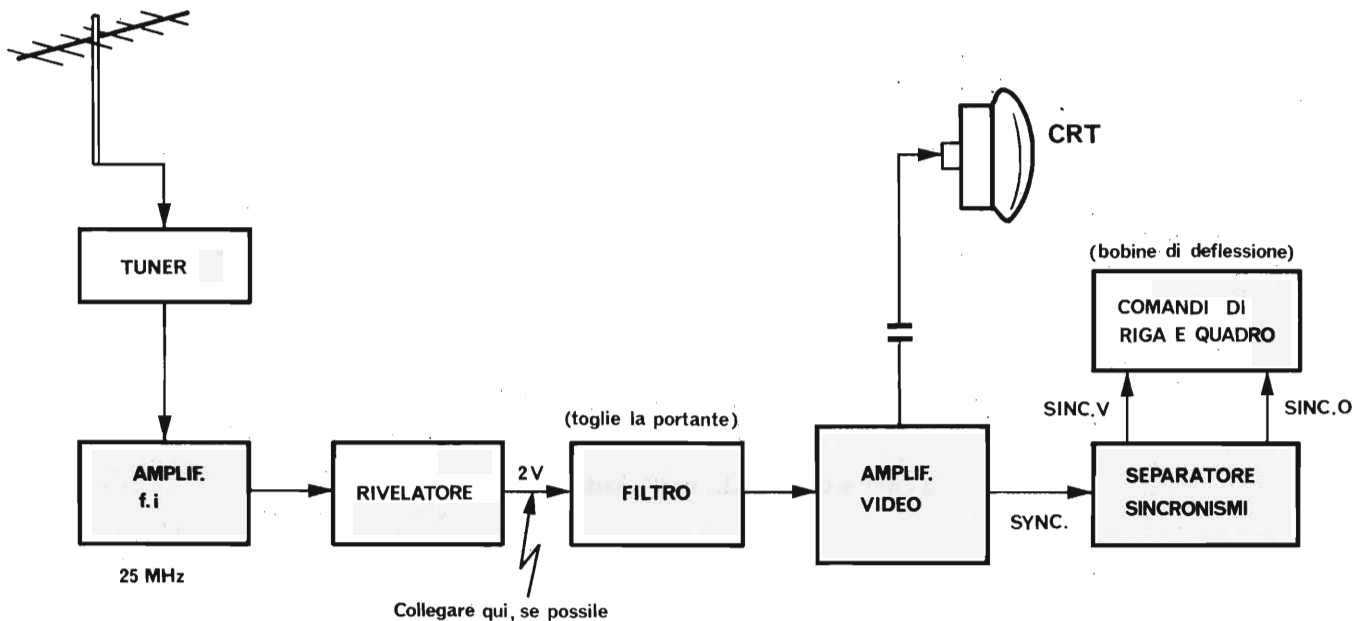 CRT
(bobine di deflessione)
TUNER
COMANDI DI
RIGA E QUADRO
SINC.V
SINC.O
(toglie la portante)
AMPLIF.
f.i
RIVELATORE
2V
FILTRO
AMPLIF.
VIDEO
SYNC.
SEPARATORE
SINCRONISMI
25 MHz
Collegare qui, se possile